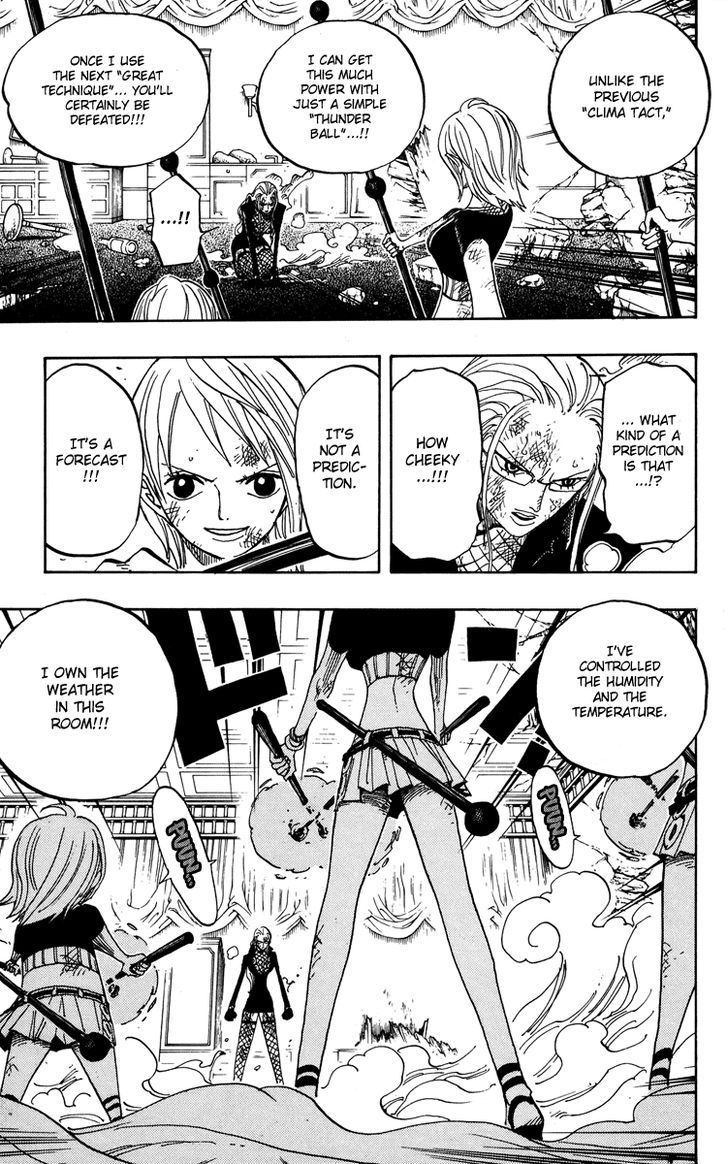 UNLIKE THE
PREVIOUS
"CLIMA TACT,"
I CAN GET
THIS MUCH
POWER WITH
JUST A SIMPLE
"THUNDER
BALL"...!!
ONCE I USE
THE NEXT "GREAT
TECHNIQUE"... YOU'LL
CERTAINLY BE
DEFEATED!!!
...!!
... WHAT
KIND OF A
PREDICTION
IS THAT
...!?
HOW
CHEEKY
...!!!
IT'S
NOT A
PREDIC-
TION.
IT'S A
FORECAST
!!!
I'VE
CONTROLLED
THE HUMIDITY
AND THE
TEMPERATURE.
I OWN THE
WEATHER
IN THIS
ROOM!!!
PUUN...
PUUN...